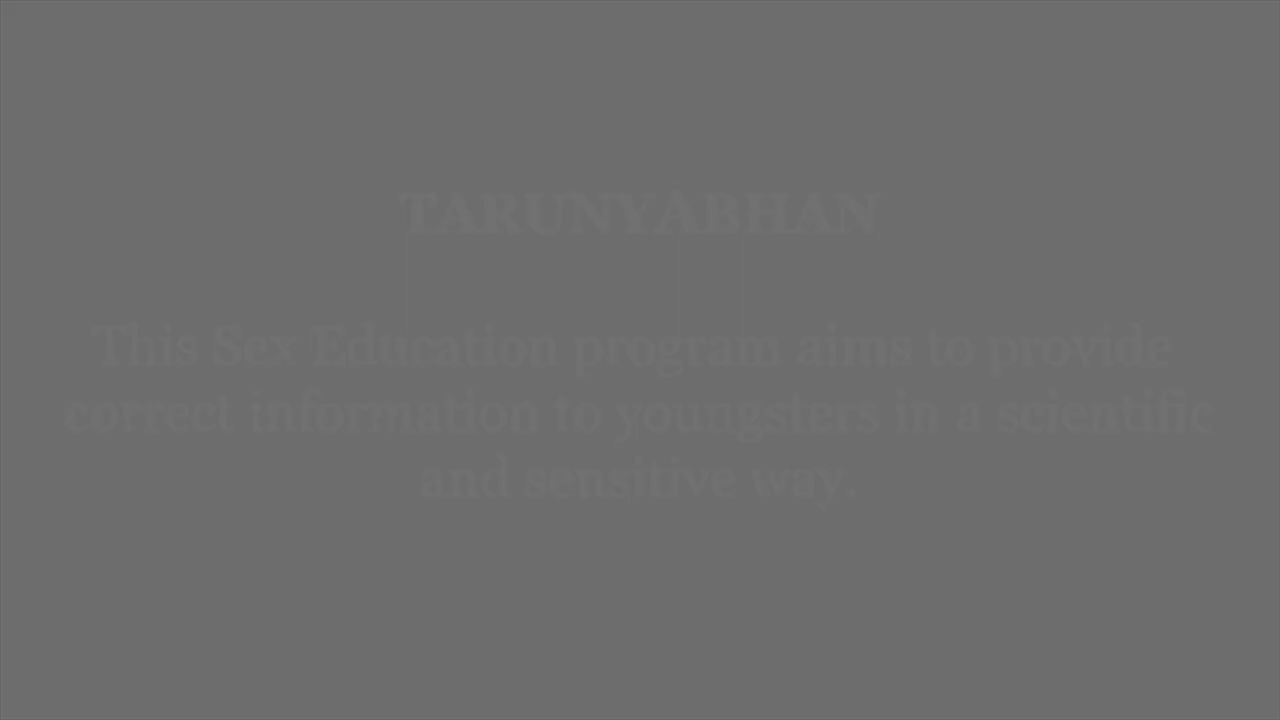 TARUNYABHAN
This Sex Education program aims to provide
correct information to youngsters in a scientific
and sensitive way.